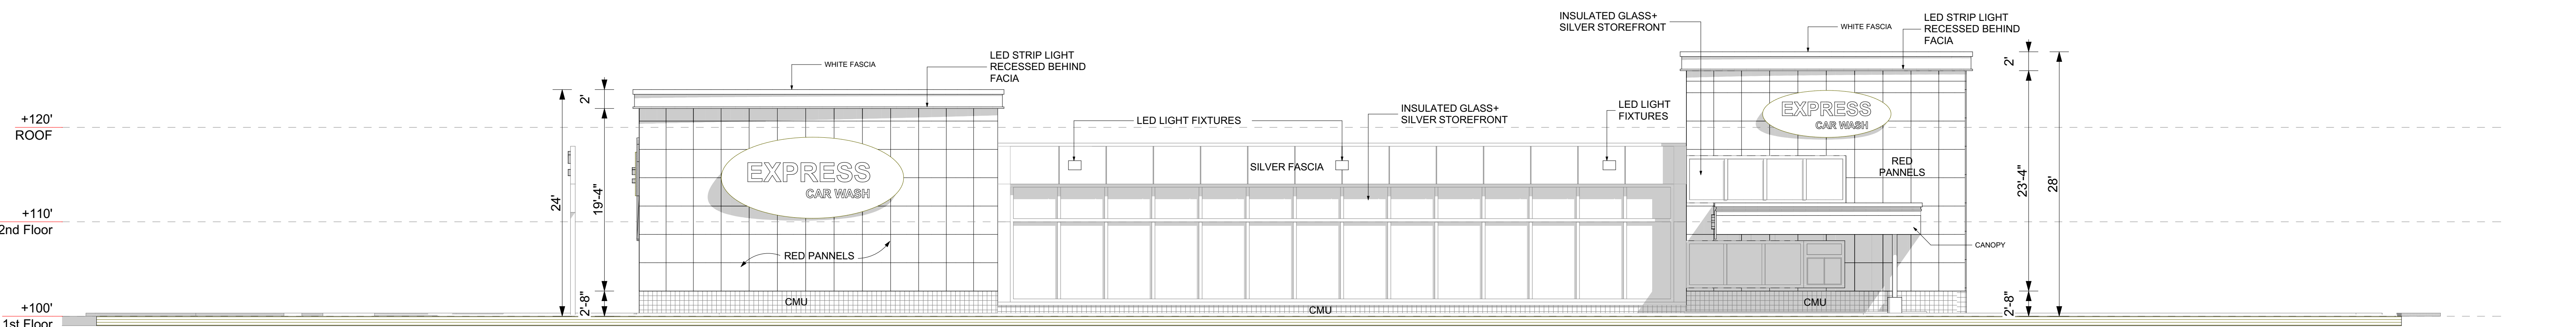 +120'
ROOF
+110'
2nd Floor
+100'
1st Floor
24'
2'
19'-4"
2'-8"
WHITE FASCIA
LED STRIP LIGHT
RECESSED BEHIND
FACIA
EXPRESS
CAR WASH
RED PANNELS
CMU
LED LIGHT FIXTURES
SILVER FASCIA
INSULATED GLASS+
SILVER STOREFRONT
CMU
LED LIGHT
FIXTURES
INSULATED GLASS+
SILVER STOREFRONT
WHITE FASCIA
LED STRIP LIGHT
RECESSED BEHIND
FACIA
EXPRESS
CAR WASH
RED
PANNELS
CANOPY
CMU
2'
23'-4"
2'-8"
28'